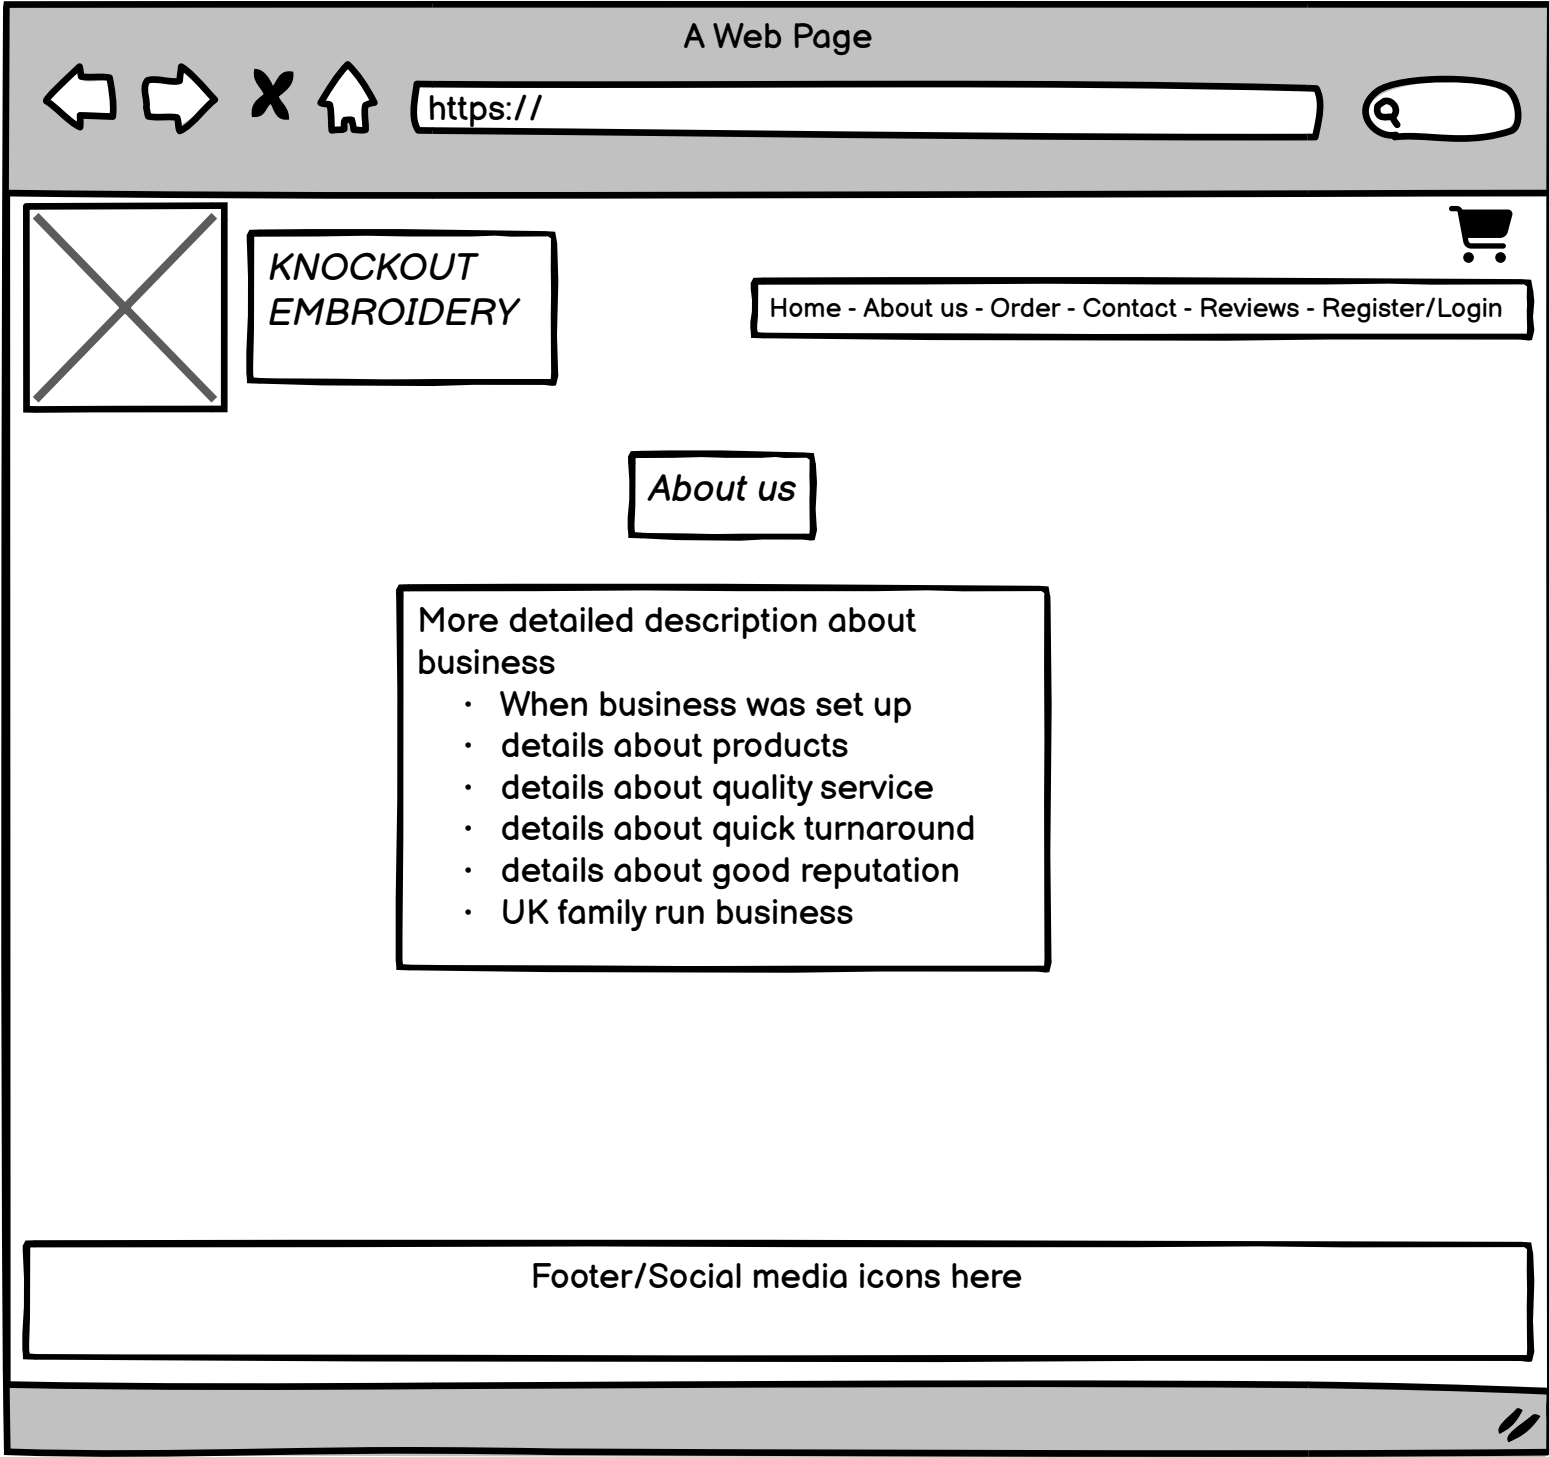 A Web Page
https://
KNOCKOUT
EMBROIDERY
Home - About us - Order - Contact - Reviews - Register/Login
About us
More detailed description about
business
· When business was set up
· details about products
· details about quality service
· details about quick turnaround
· details about good reputation
· UK family run business
Footer/Social media icons here